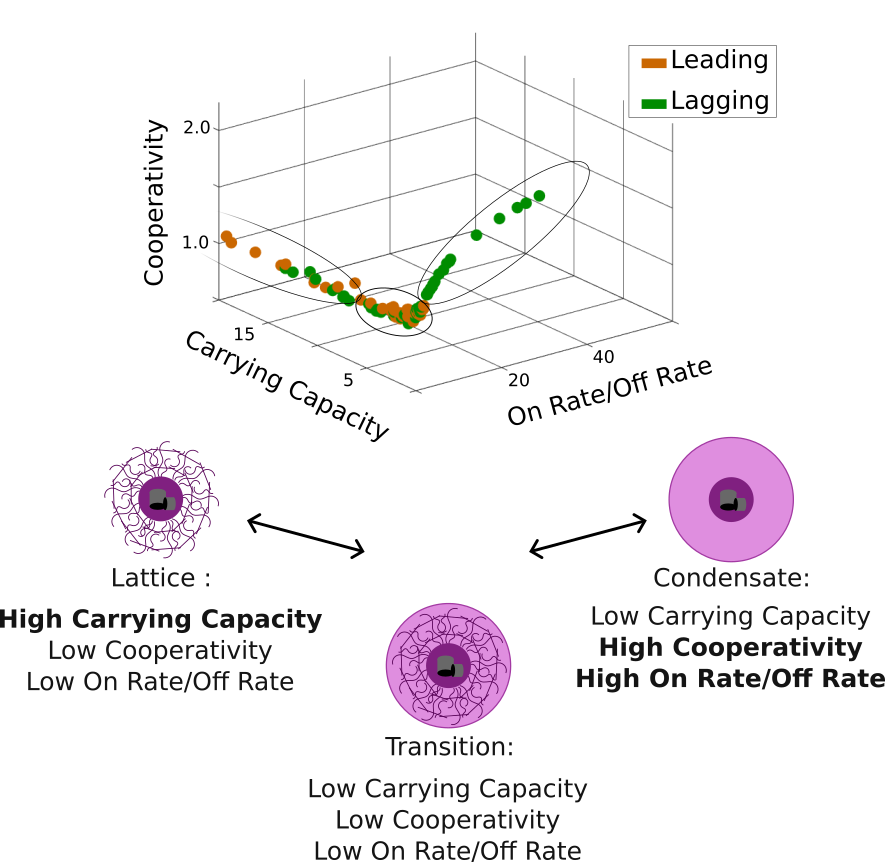 Leading
Lagging
Cooperativity
2.0
1.0
15
5
Carrying Capacity
20
40
On Rate/Off Rate
Lattice :
High Carrying Capacity
Low Cooperativity
Low On Rate/Off Rate
Condensate:
Low Carrying Capacity
High Cooperativity
High On Rate/Off Rate
Transition:
Low Carrying Capacity
Low Cooperativity
Low On Rate/Off Rate